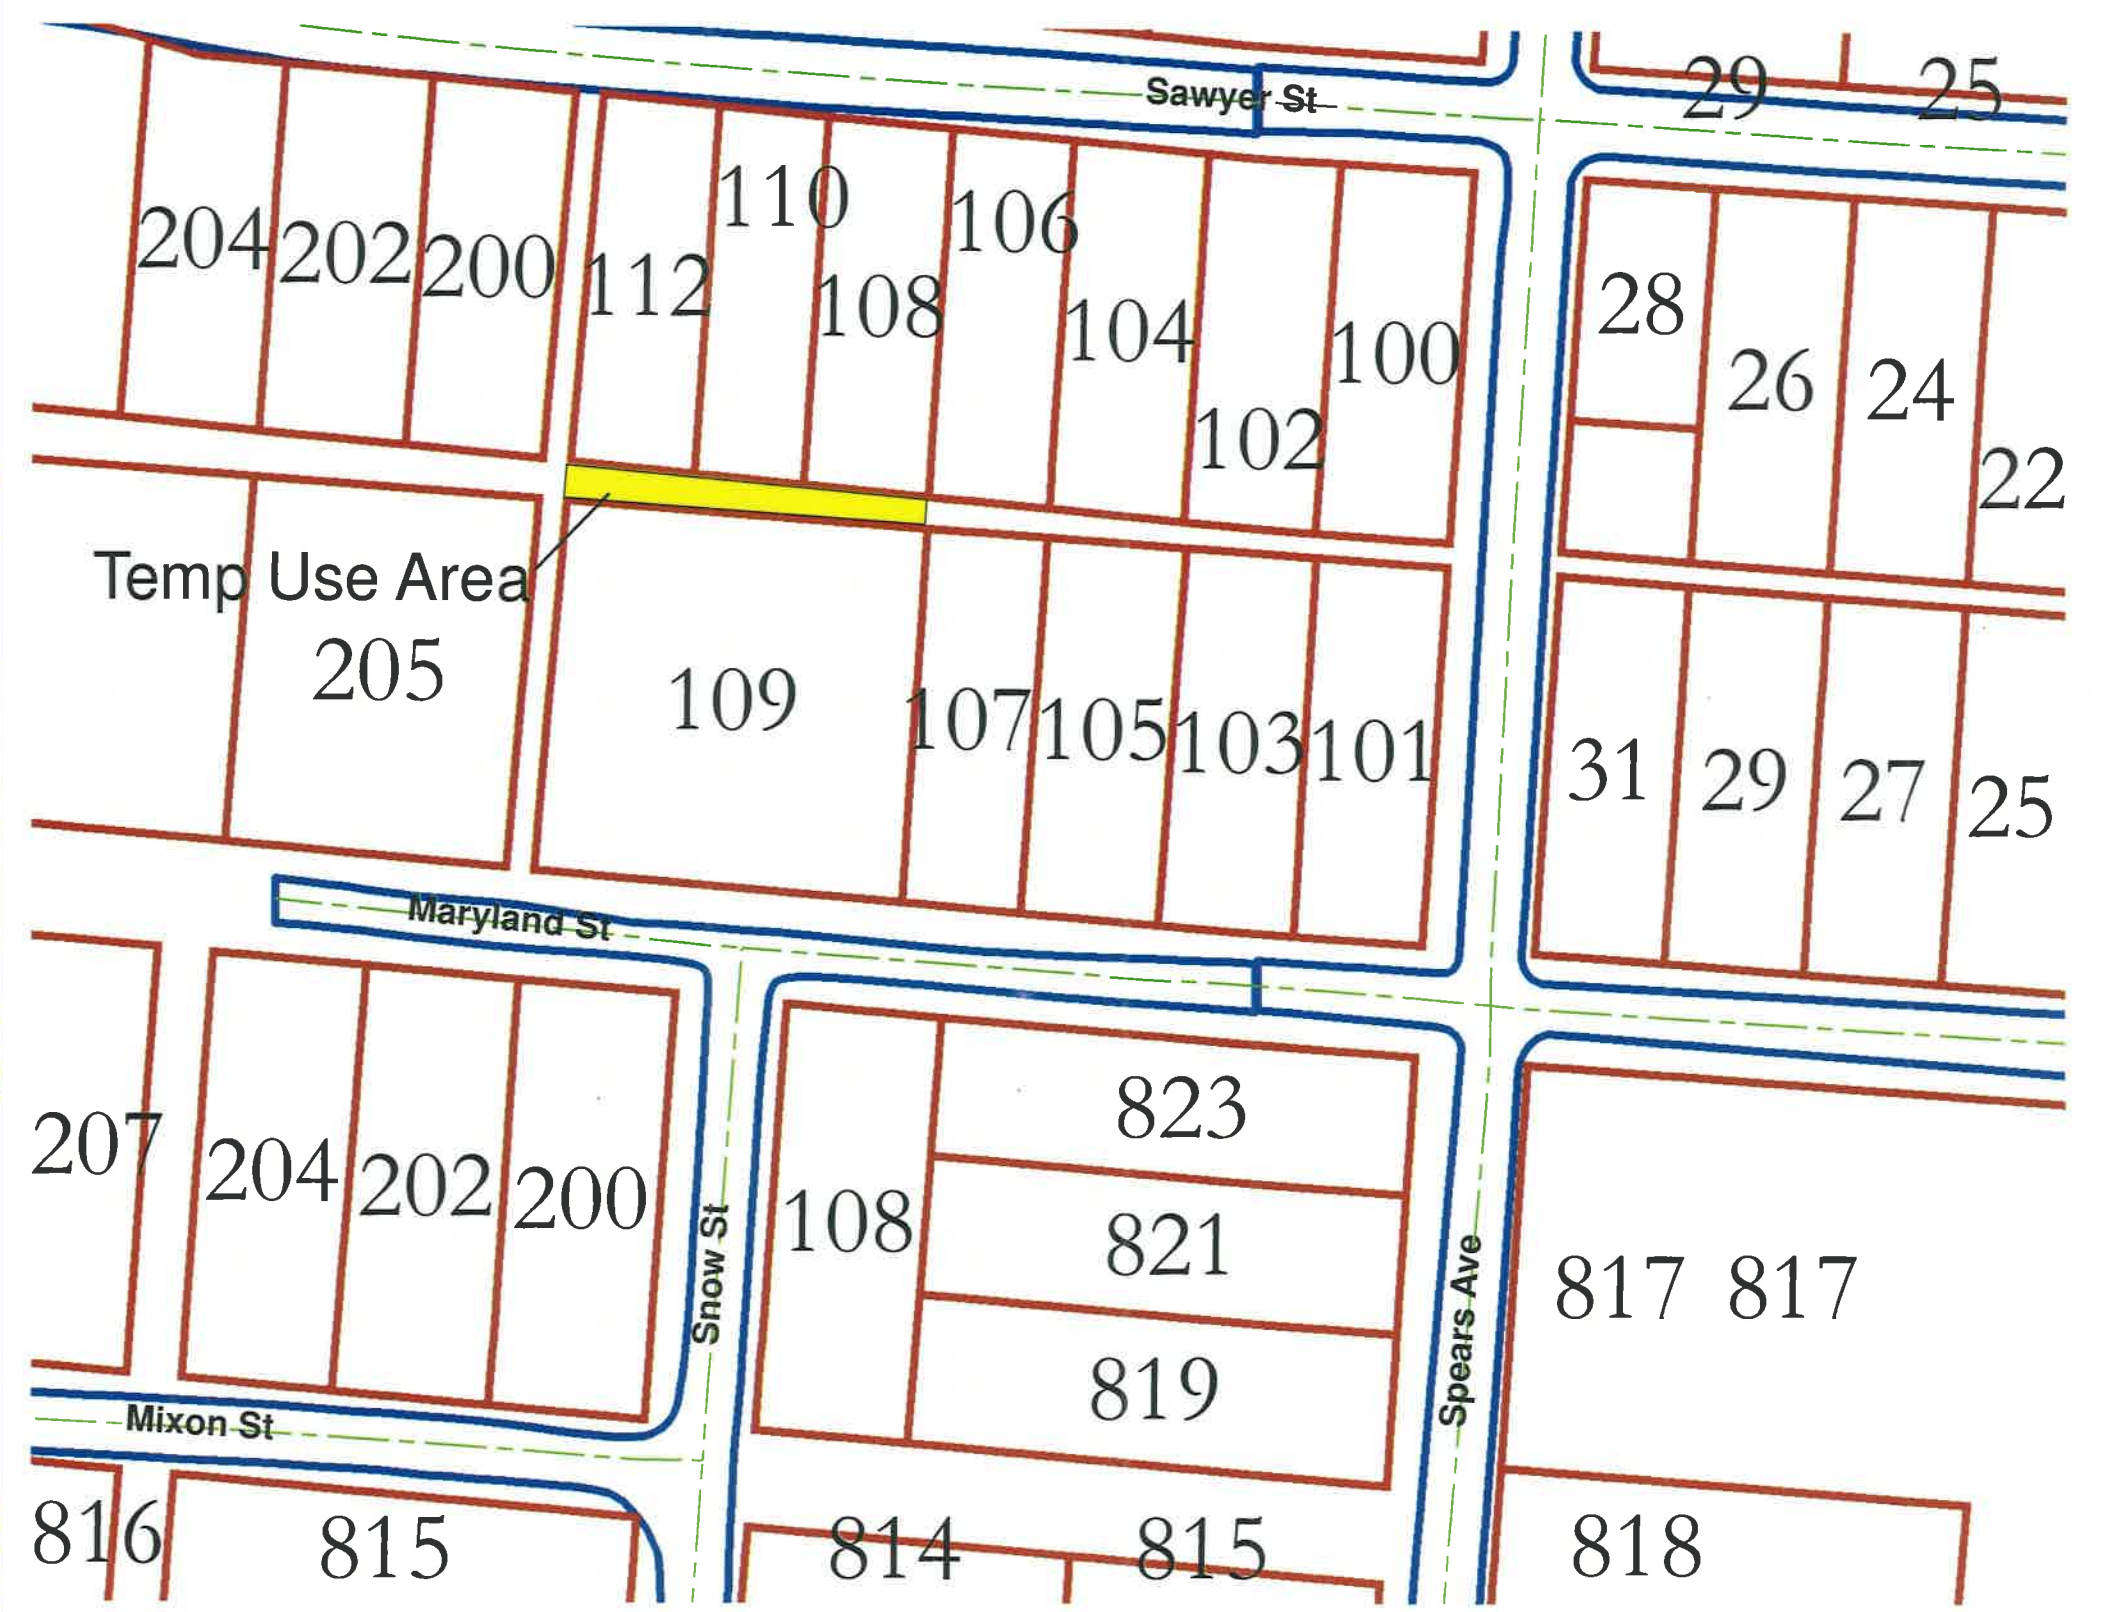 29 25
Sawyer St
204 202 200 112 110 108 106 104 102 100
28 26 24 22
Temp Use Area
205 109 107 105 103 101
31 29 27 25
Maryland St
207 204 202 200
Snow St
108 823
821
819
Spears Ave
817 817
Mixon St
816 815 814 815 818